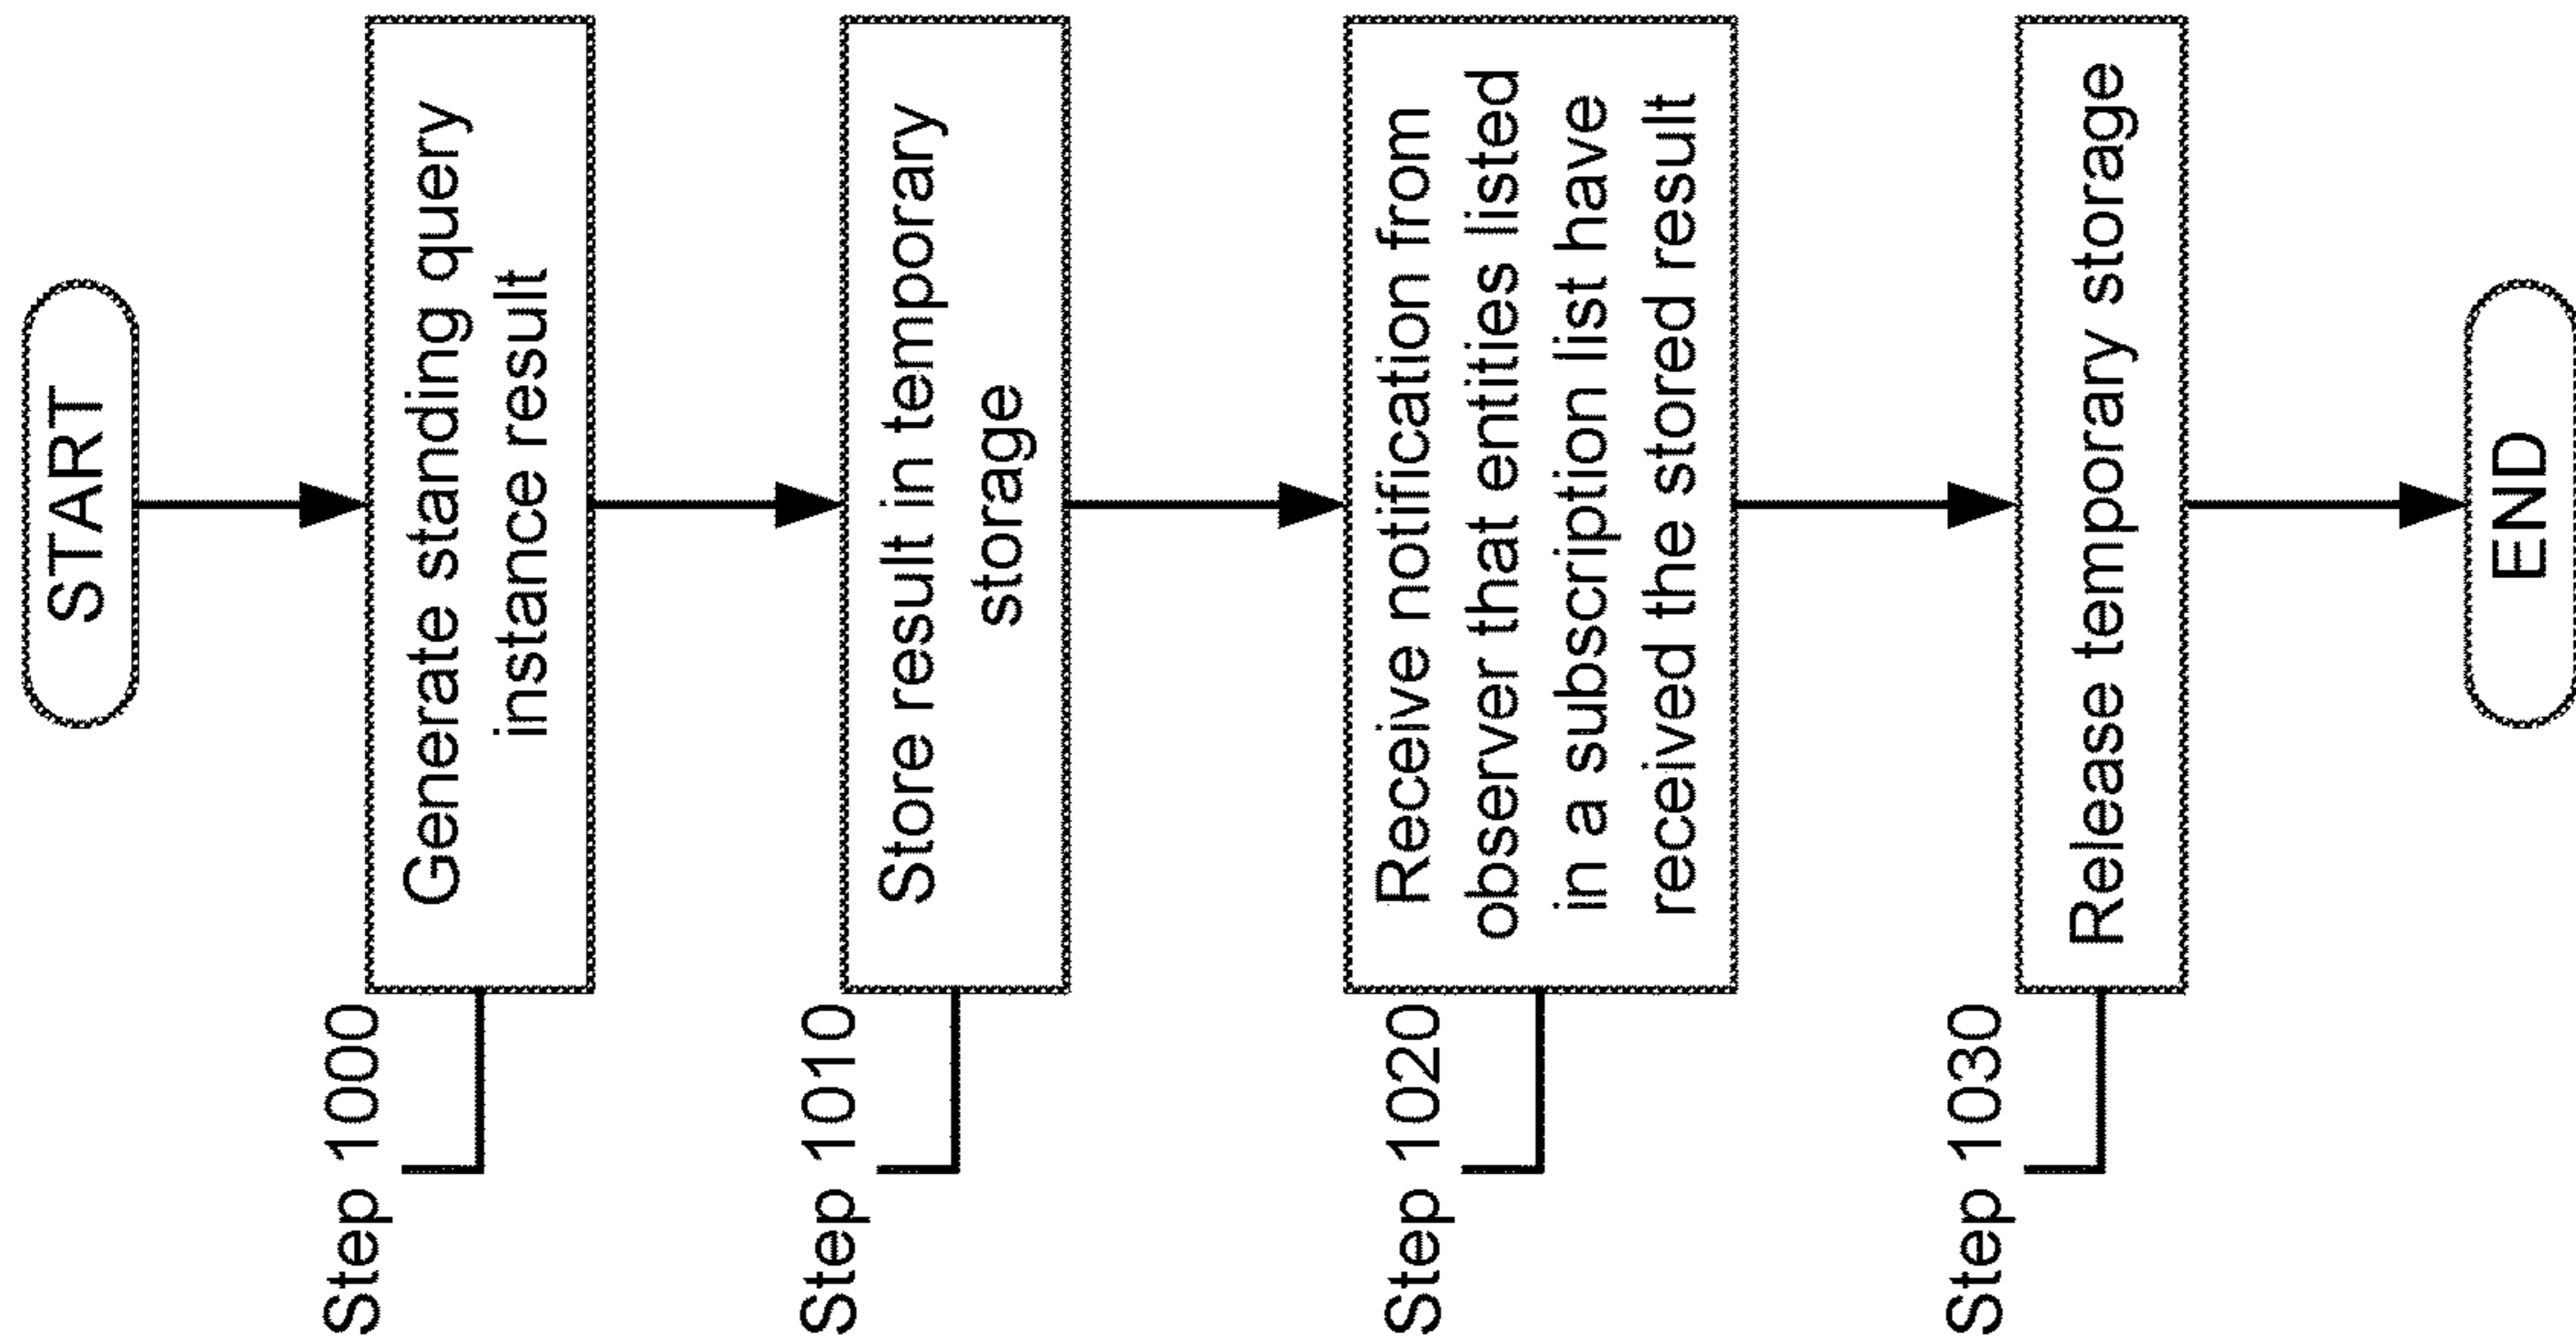 START
Step 1000
Generate standing query
instance result
Step 1010
Store result in temporary
storage
Step 1020
Receive notification from
observer that entities listed
in a subscription list have
received the stored result
Step 1030
Release temporary storage
END